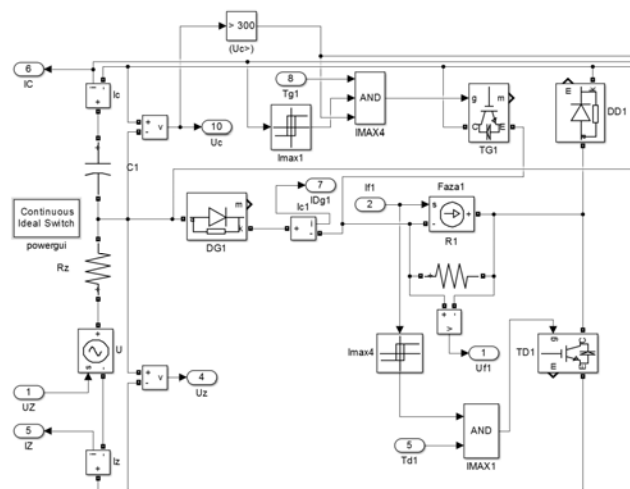 > 300
(Uc>)
6
IC
Ic
C1
v
10
Uc
8
Tg1
Imax1
AND
IMAX4
g
m
C
E
TG1
m
a
k
DD1
Continuous
Ideal Switch
powergui
m
a
k
DG1
7
IDg1
Ic1
i
If1
2
Faza1
s
R1
Rz
U
s
1
UZ
5
IZ
Iz
v
4
Uz
Imax4
v
1
Uf1
AND
IMAX1
5
Td1
g
C
m
E
TD1